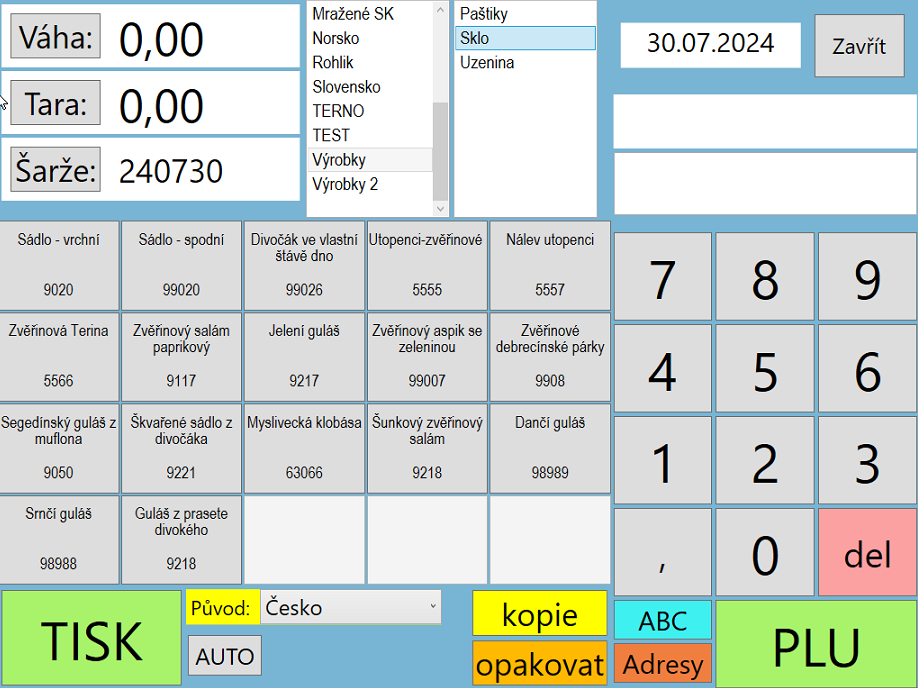 Váha:
0,00
Tara:
0,00
Šarže:
240730
Mražené SK
Norsko
Rohlik
Slovensko
TERNO
TEST
Výrobky
Výrobky 2
Paštiky
Sklo
Uzenina
30.07.2024
Zavřít
Sádlo - vrchní
9020
Sádlo - spodní
99020
Divočák ve vlastní
štávě dno
99026
Utopenci-zvěřinové
5555
Nálev utopenci
5557
Zvěřinová Terina
5566
Zvěřinový salám
paprikový
9117
Jelení guláš
9217
Zvěřinový aspik se
zeleninou
99007
Zvěřinové
debrecínské párky
9908
Segedínský guláš z
muflona
9050
Škvařené sádlo z
divočáka
9221
Myslivecká klobása
63066
Šunkový zvěřinový
salám
9218
Dančí guláš
98989
Srnčí guláš
98988
Guláš z prasete
divokého
9218
7
8
9
4
5
6
1
2
3
,
0
del
TISK
Původ:
Česko
AUTO
kopie
opakovat
ABC
Adresy
PLU